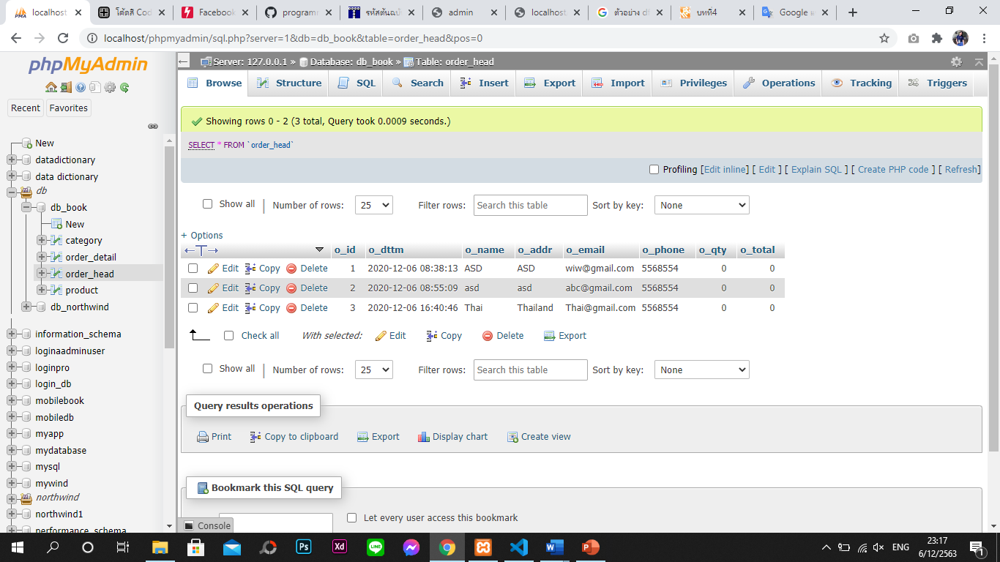 localhost
โค้ดสี Cod
Facebook
programr
รหัสต้นฉบั
admin
localhost
ตัวอย่าง d
บทที่4
Google แ
localhost/phpmyadmin/sql.php?server=1&db=db_book&table=order_head&pos=0
phpMyAdmin
Recent Favorites
New
datadictionary
data dictionary
db
db_book
New
category
order_detail
order_head
product
db_northwind
information_schema
loginaadminuser
loginpro
login_db
mobilebook
mobiledb
myapp
mydatabase
mysql
mywind
northwind
northwind1
performance_schema
Server: 127.0.0.1 » Database: db_book » Table: order_head
Browse Structure SQL Search Insert Export Import Privileges Operations Tracking Triggers
Showing rows 0 - 2 (3 total, Query took 0.0009 seconds.)
SELECT * FROM `order_head`
Profiling [Edit inline] [ Edit ] [ Explain SQL ] [ Create PHP code ] [ Refresh]
Show all | Number of rows: 25 Filter rows: Search this table Sort by key: None
+ Options
←T→ o_id o_dttm o_name o_addr o_email o_phone o_qty o_total
Edit Copy Delete 1 2020-12-06 08:38:13 ASD ASD wiw@gmail.com 5568554 0 0
Edit Copy Delete 2 2020-12-06 08:55:09 asd asd abc@gmail.com 5568554 0 0
Edit Copy Delete 3 2020-12-06 16:40:46 Thai Thailand Thai@gmail.com 5568554 0 0
Check all With selected: Edit Copy Delete Export
Show all | Number of rows: 25 Filter rows: Search this table Sort by key: None
Query results operations
Print Copy to clipboard Export Display chart Create view
Bookmark this SQL query
Let every user access this bookmark
Console
Ps Xd LINE W P
ENG
23:17
6/12/2563
1